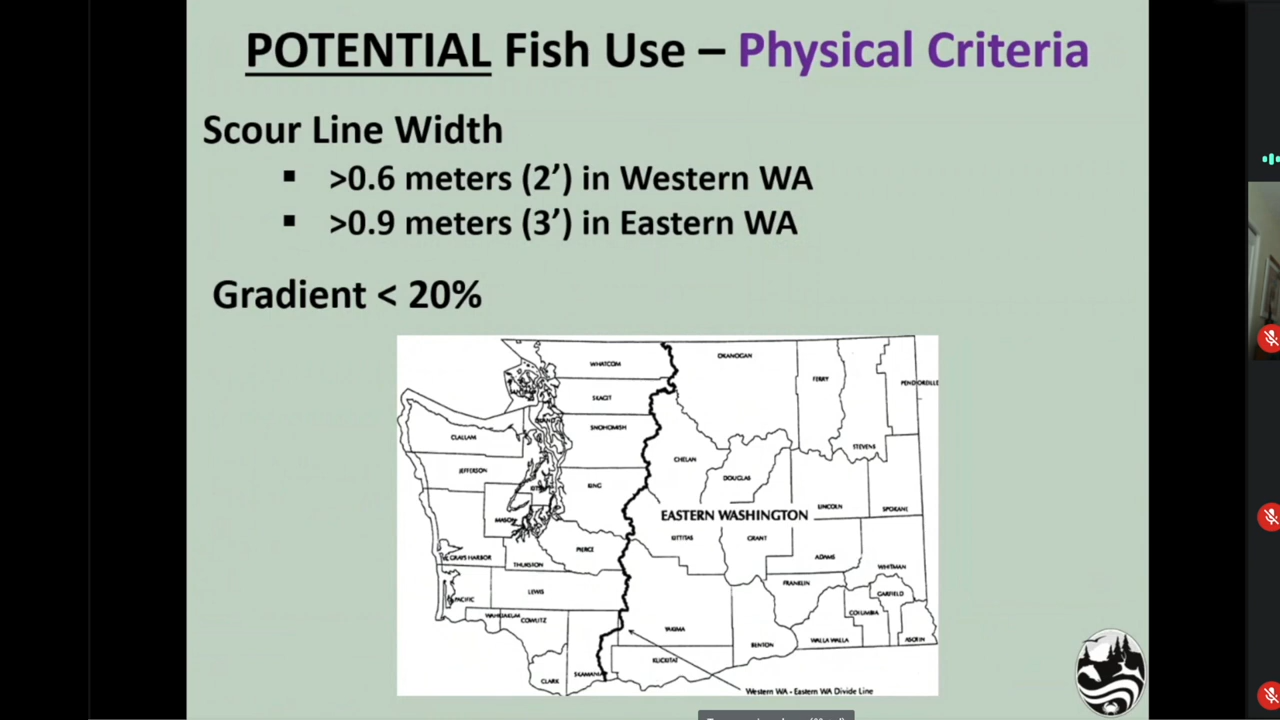 POTENTIAL Fish Use – Physical Criteria
Scour Line Width
▪ >0.6 meters (2’) in Western WA
▪ >0.9 meters (3’) in Eastern WA
Gradient < 20%
WHATCOM
OKANOGAN
FERRY
PEND OREILLE
SKAGIT
SNOHOMISH
CLALLAM
STEVENS
CHELAN
JEFFERSON
DOUGLAS
KING
LINCOLN
SPOKANE
EASTERN WASHINGTON
MASON
KITTITAS
GRANT
PIERCE
GRAYS HARBOR
ADAMS
THURSTON
WHITMAN
FRANKLIN
LEWIS
GARFIELD
PACIFIC
COLUMBIA
WAHKIAKUM
COWLITZ
YAKIMA
WALLA WALLA
ASOTIN
BENTON
KLICKITAT
SKAMANIA
CLARK
Western WA - Eastern WA Divide Line